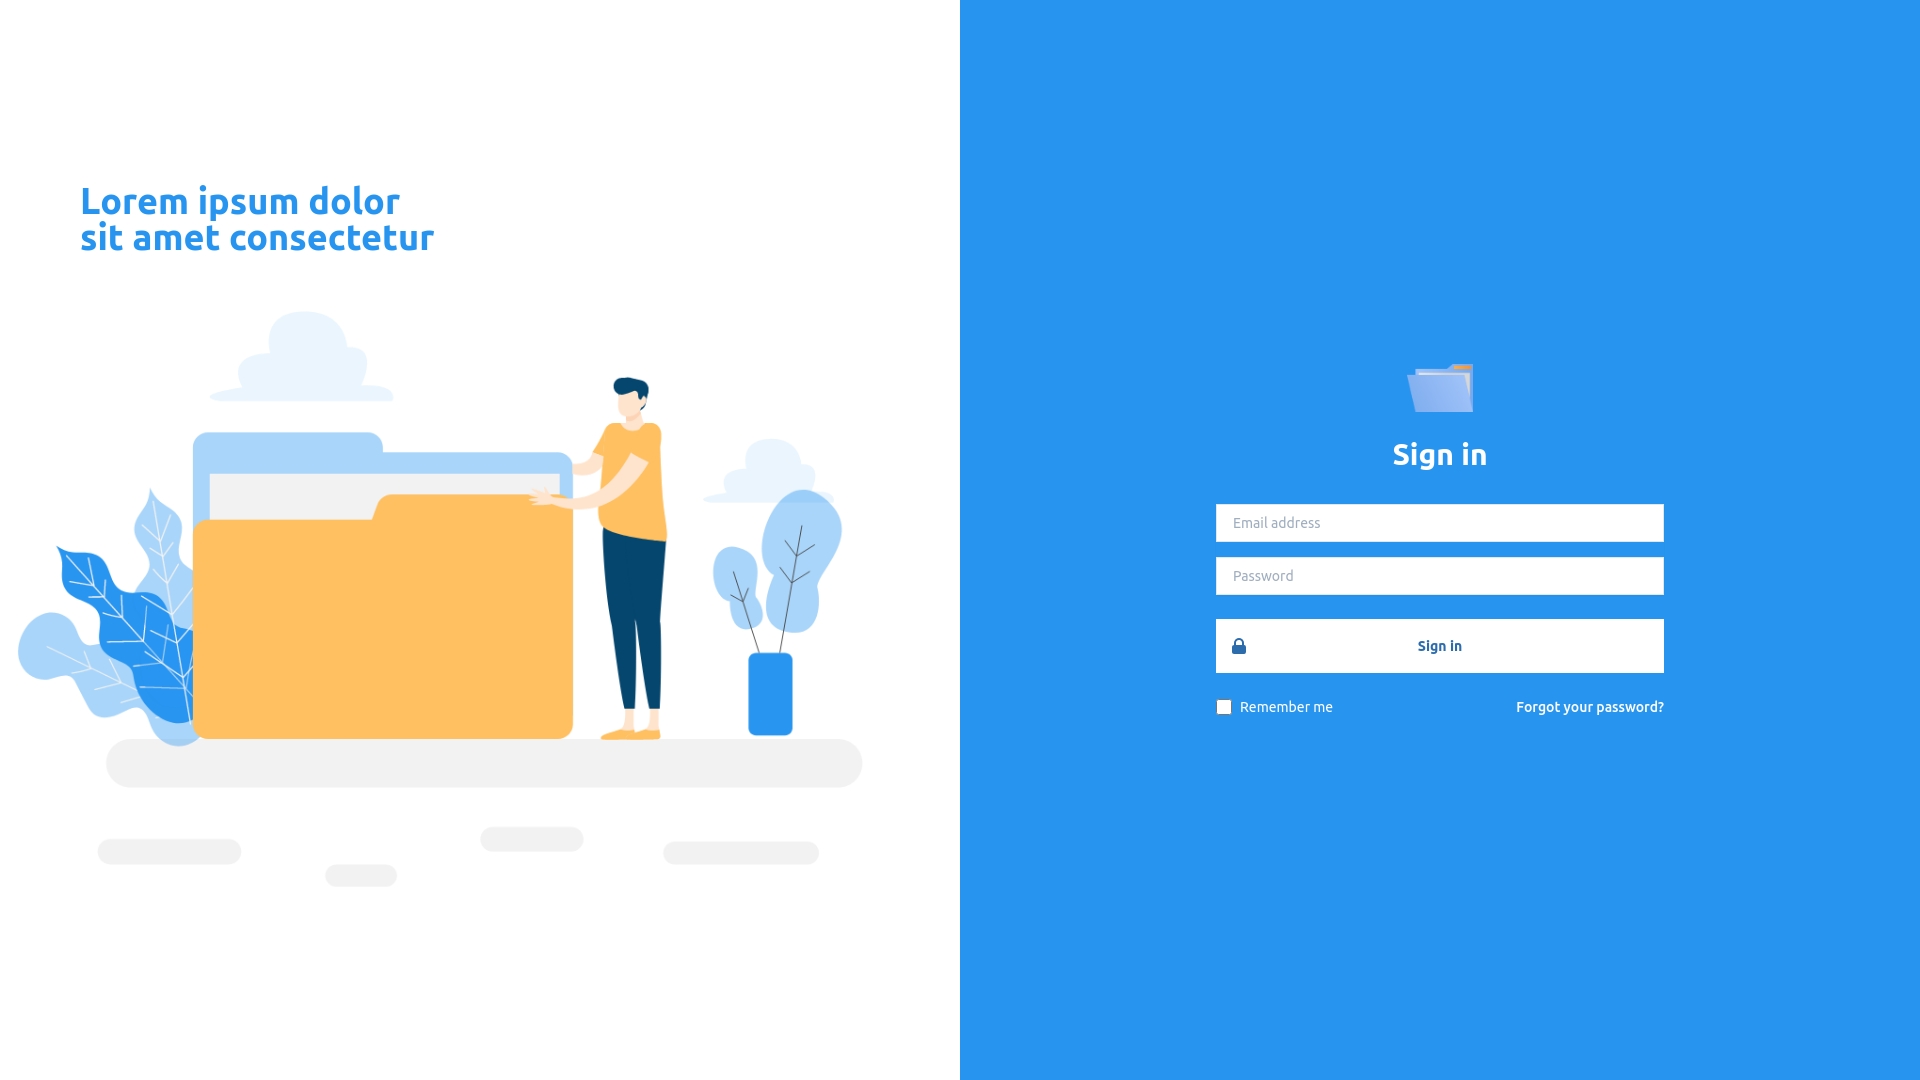 Lorem ipsum dolor
sit amet consectetur
Sign in
Email address
Password
Sign in
Remember me
Forgot your password?